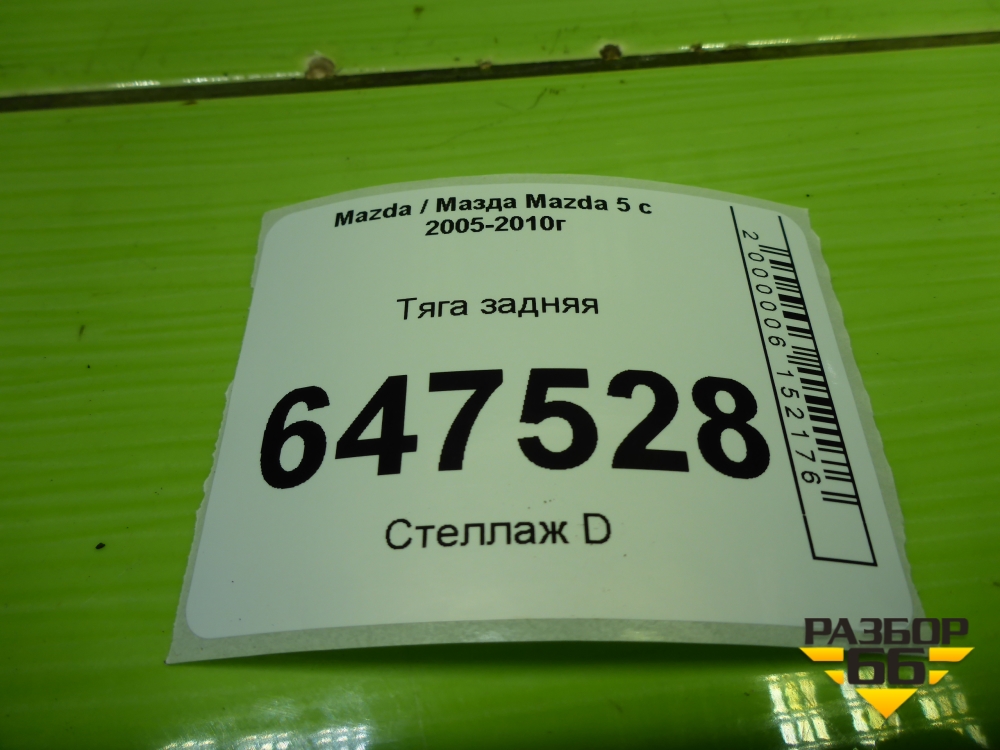 Mazda / Мазда Mazda 5 с
2005-2010г
Тяга задняя
647528
Стеллаж D
2000006152176
РАЗБОР
66